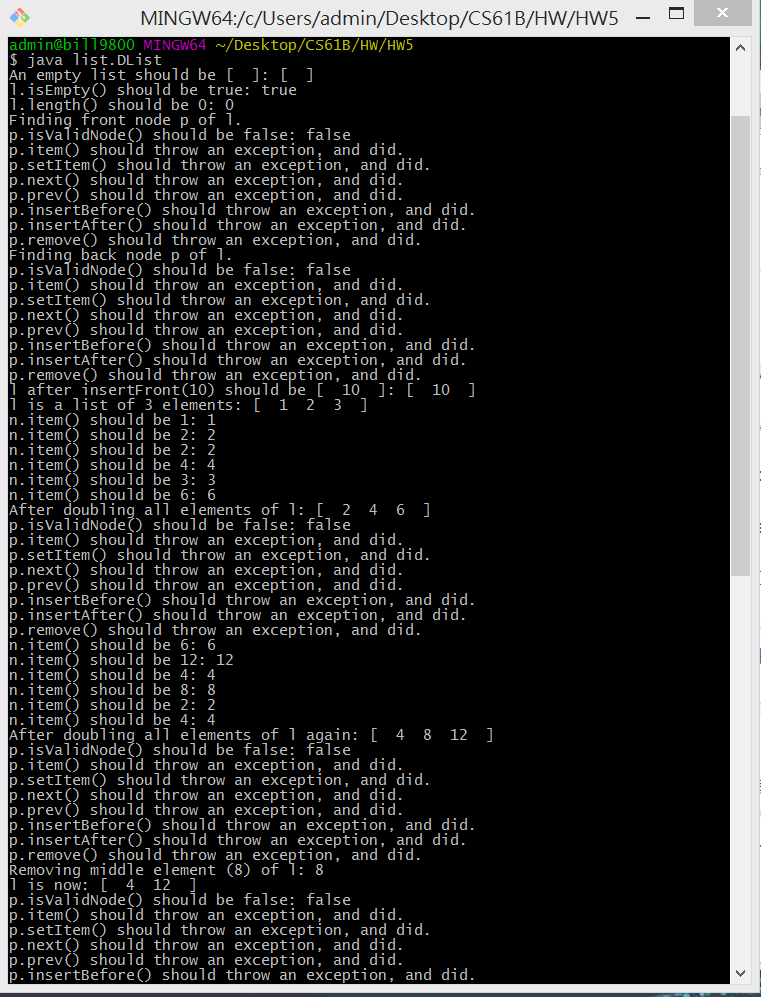 MINGW64:/c/Users/admin/Desktop/CS61B/HW/HW5
admin@bill9800 MINGW64 ~/Desktop/CS61B/HW/HW5
$ java list.DList
An empty list should be [  ]: [  ]
l.isEmpty() should be true: true
l.length() should be 0: 0
Finding front node p of l.
p.isValidNode() should be false: false
p.item() should throw an exception, and did.
p.setItem() should throw an exception, and did.
p.next() should throw an exception, and did.
p.prev() should throw an exception, and did.
p.insertBefore() should throw an exception, and did.
p.insertAfter() should throw an exception, and did.
p.remove() should throw an exception, and did.
Finding back node p of l.
p.isValidNode() should be false: false
p.item() should throw an exception, and did.
p.setItem() should throw an exception, and did.
p.next() should throw an exception, and did.
p.prev() should throw an exception, and did.
p.insertBefore() should throw an exception, and did.
p.insertAfter() should throw an exception, and did.
p.remove() should throw an exception, and did.
l after insertFront(10) should be [  10  ]: [  10  ]
l is a list of 3 elements: [  1  2  3  ]
n.item() should be 1: 1
n.item() should be 2: 2
n.item() should be 2: 2
n.item() should be 4: 4
n.item() should be 3: 3
n.item() should be 6: 6
After doubling all elements of l: [  2  4  6  ]
p.isValidNode() should be false: false
p.item() should throw an exception, and did.
p.setItem() should throw an exception, and did.
p.next() should throw an exception, and did.
p.prev() should throw an exception, and did.
p.insertBefore() should throw an exception, and did.
p.insertAfter() should throw an exception, and did.
p.remove() should throw an exception, and did.
n.item() should be 6: 6
n.item() should be 12: 12
n.item() should be 4: 4
n.item() should be 8: 8
n.item() should be 2: 2
n.item() should be 4: 4
After doubling all elements of l again: [  4  8  12  ]
p.isValidNode() should be false: false
p.item() should throw an exception, and did.
p.setItem() should throw an exception, and did.
p.next() should throw an exception, and did.
p.prev() should throw an exception, and did.
p.insertBefore() should throw an exception, and did.
p.insertAfter() should throw an exception, and did.
p.remove() should throw an exception, and did.
Removing middle element (8) of l: 8
l is now: [  4  12  ]
p.isValidNode() should be false: false
p.item() should throw an exception, and did.
p.setItem() should throw an exception, and did.
p.next() should throw an exception, and did.
p.prev() should throw an exception, and did.
p.insertBefore() should throw an exception, and did.